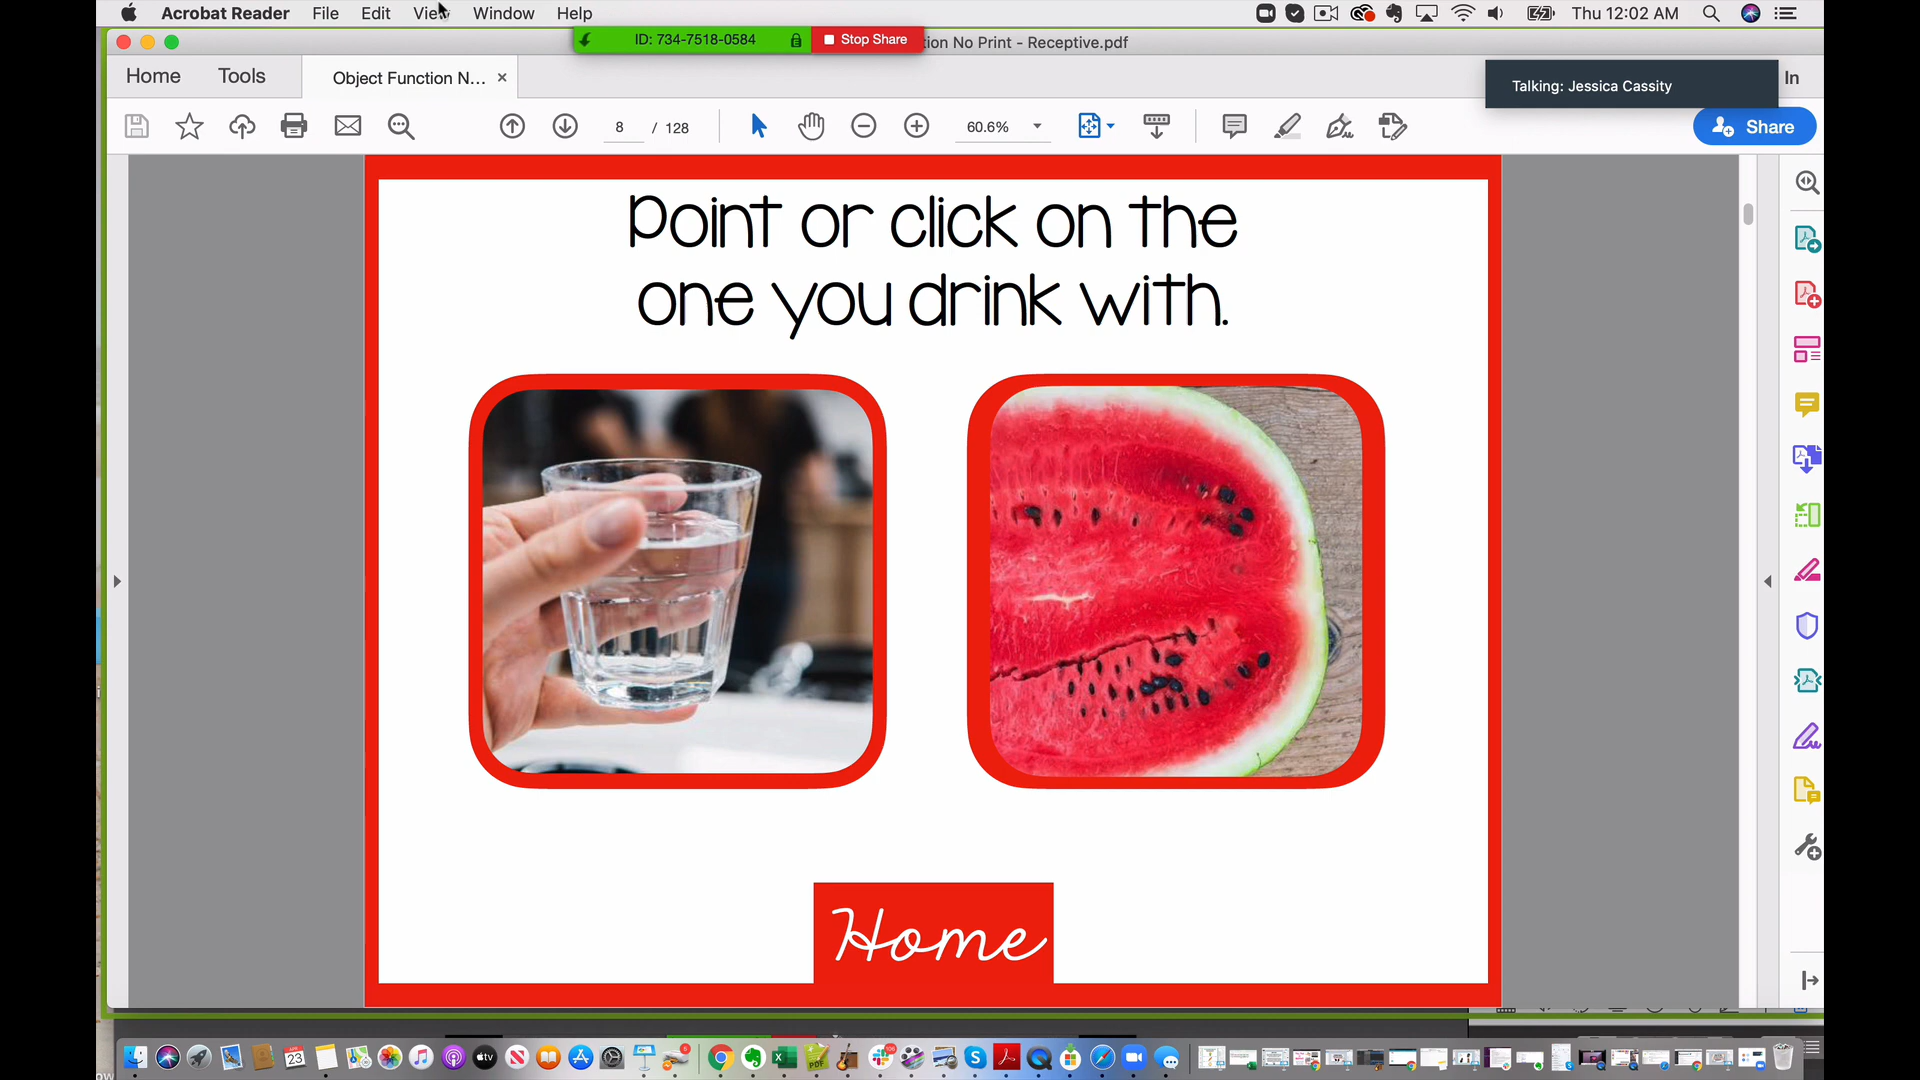 Acrobat Reader File Edit View Window Help Thu 12:02 AM
ID: 734-7518-0584 Stop Share tion No Print - Receptive.pdf
Home Tools Object Function N... × In
Talking: Jessica Cassity
8 / 128 60.6% Share
Point or click on the
one you drink with.
Home